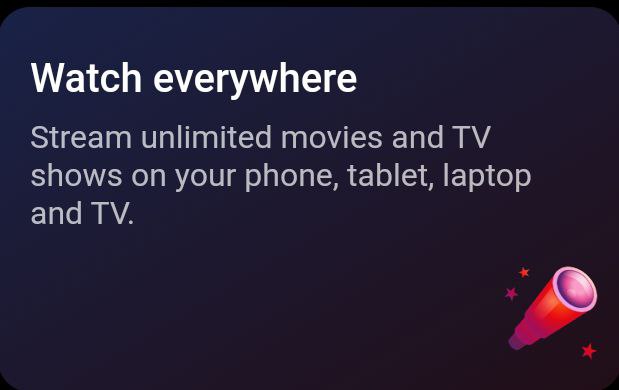 Watch everywhere
Stream unlimited movies and TV
shows on your phone, tablet, laptop
and TV.